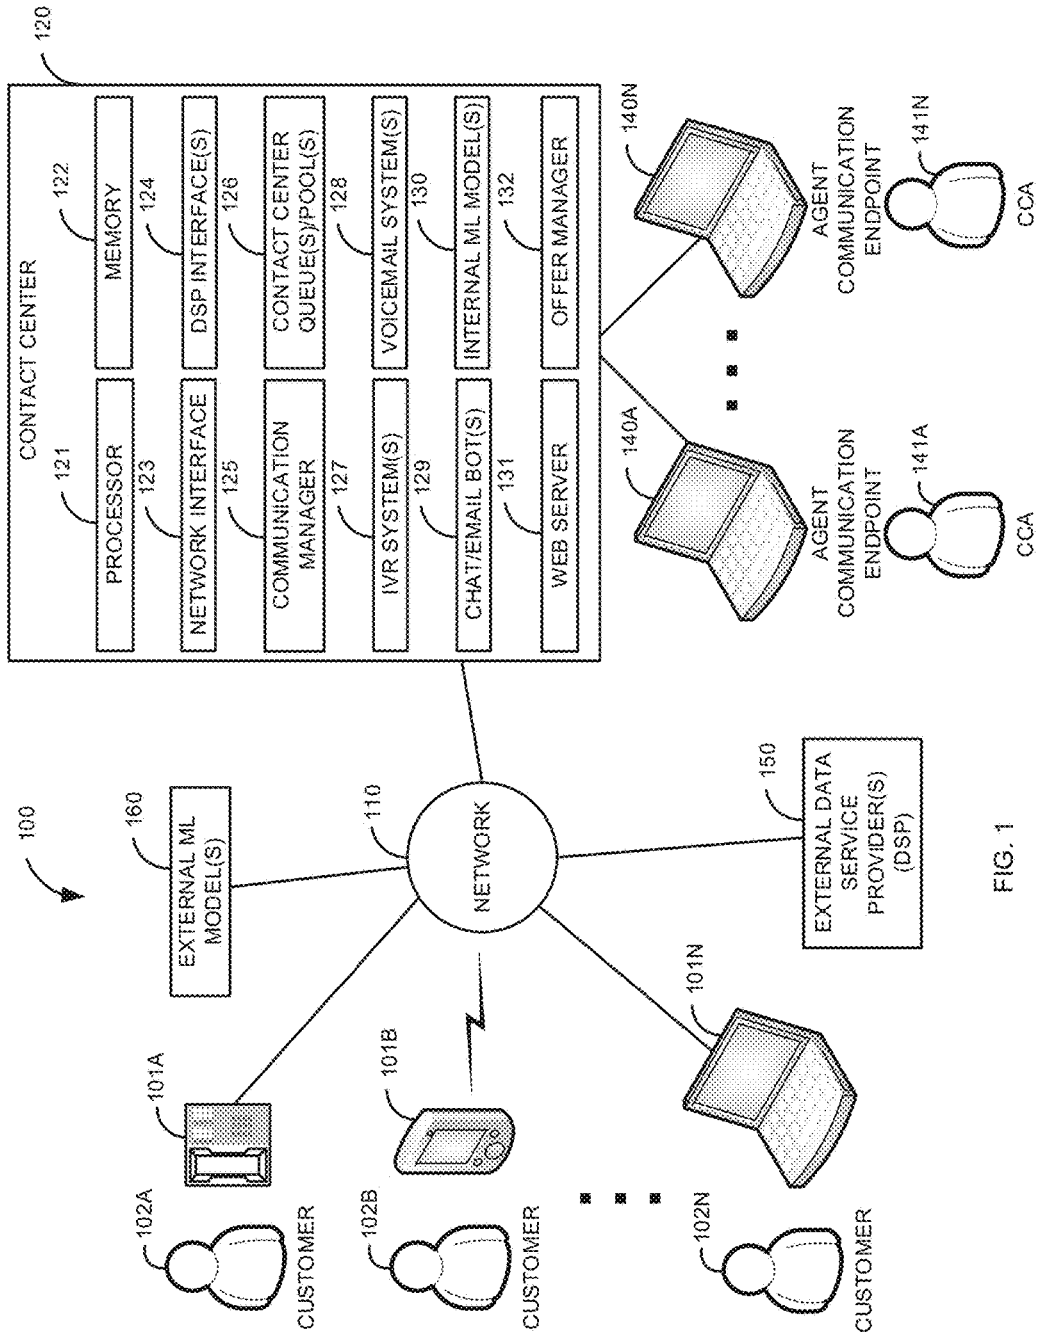 100
120
CONTACT CENTER
121
PROCESSOR
122
MEMORY
123
NETWORK INTERFACE
124
DSP INTERFACE(S)
125
COMMUNICATION
MANAGER
126
CONTACT CENTER
QUEUE(S)/POOL(S)
127
IVR SYSTEM(S)
128
VOICEMAIL SYSTEM(S)
129
CHAT/EMAIL BOT(S)
130
INTERNAL ML MODEL(S)
131
WEB SERVER
132
OFFER MANAGER
160
EXTERNAL ML
MODEL(S)
110
NETWORK
101A
102A
CUSTOMER
101B
102B
CUSTOMER
101N
102N
CUSTOMER
150
EXTERNAL DATA
SERVICE
PROVIDER(S)
(DSP)
140A
AGENT
COMMUNICATION
ENDPOINT
141A
CCA
140N
AGENT
COMMUNICATION
ENDPOINT
141N
CCA
FIG. 1